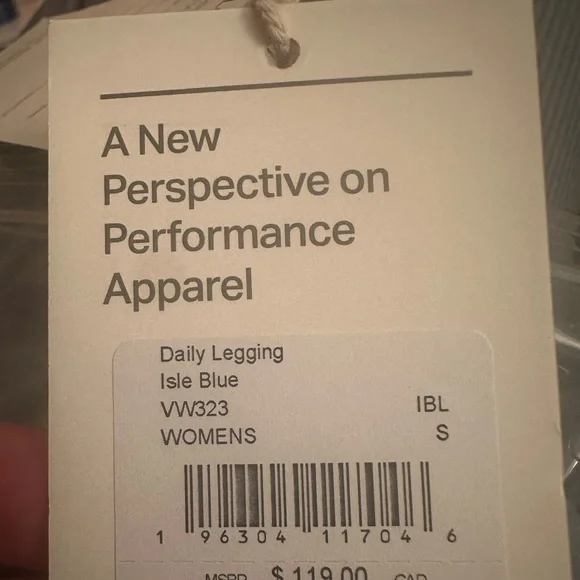 A New
Perspective on
Performance
Apparel
Daily Legging
Isle Blue
VW323 IBL
WOMENS S
1 96304 11704 6
MSRP $119.00 CAD